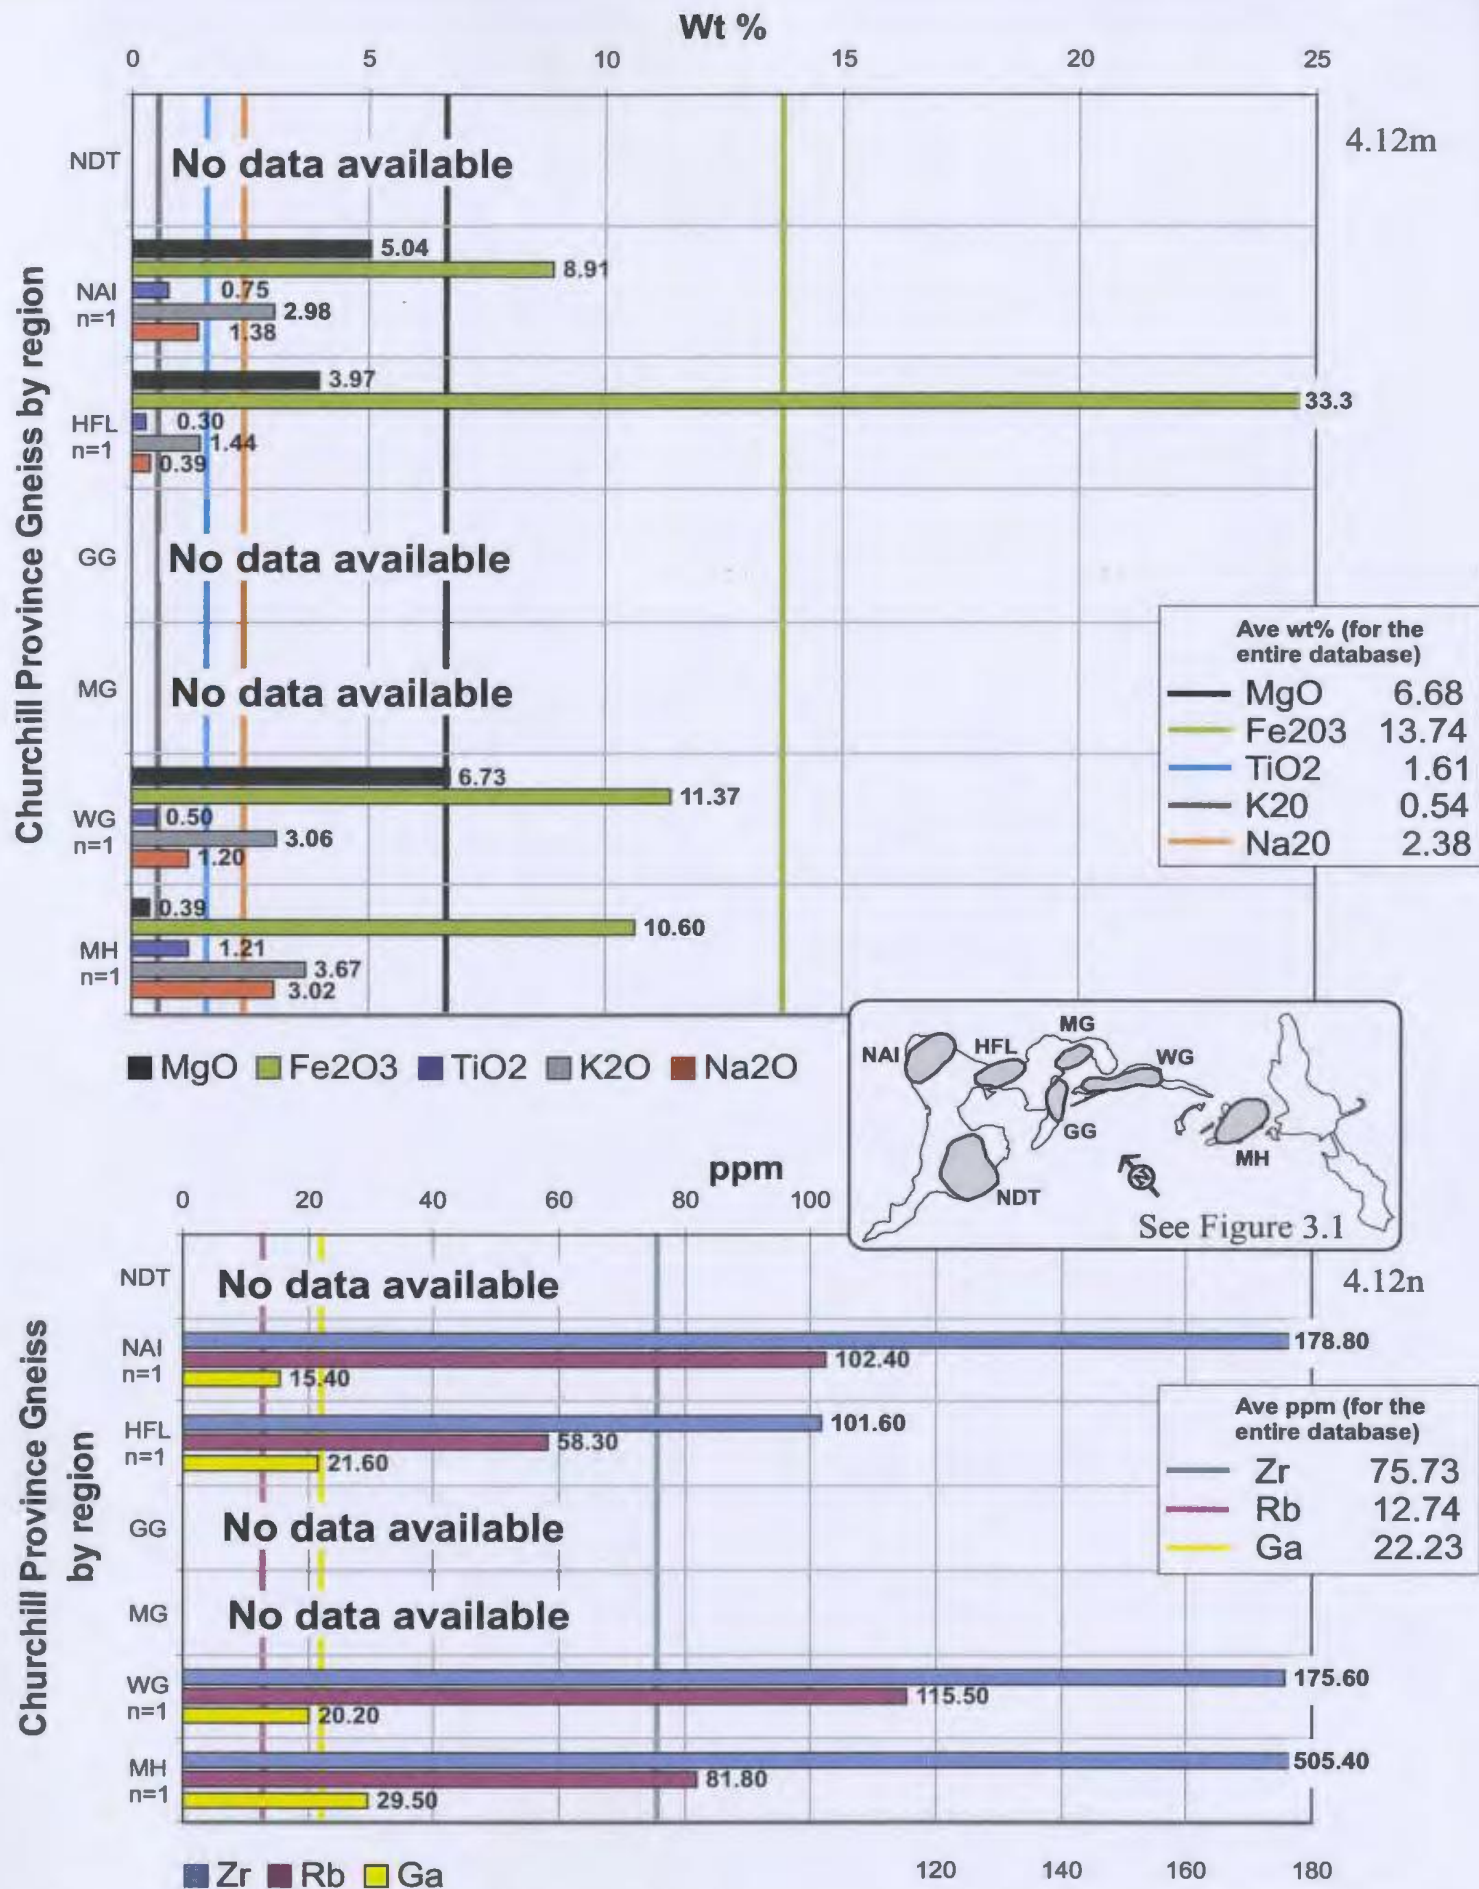 Wt %
0 5 10 15 20 25
4.12m
Churchill Province Gneiss by region
NDT
No data available
NAI
n=1
5.04
8.91
0.75
2.98
1.38
HFL
n=1
3.97
33.3
0.30
1.44
0.39
GG
No data available
MG
No data available
WG
n=1
6.73
11.37
0.50
3.06
1.20
MH
n=1
0.39
10.60
1.21
3.67
3.02
Ave wt% (for the
entire database)
MgO 6.68
Fe203 13.74
TiO2 1.61
K20 0.54
Na20 2.38
MgO Fe2O3 TiO2 K2O Na2O
NAI
HFL
MG
WG
GG
MH
NDT
N
See Figure 3.1
ppm
0 20 40 60 80 100
4.12n
Churchill Province Gneiss
by region
NDT
No data available
NAI
n=1
178.80
102.40
15.40
HFL
n=1
101.60
58.30
21.60
GG
No data available
MG
No data available
WG
n=1
175.60
115.50
20.20
MH
n=1
505.40
81.80
29.50
Ave ppm (for the
entire database)
Zr 75.73
Rb 12.74
Ga 22.23
Zr Rb Ga
120 140 160 180